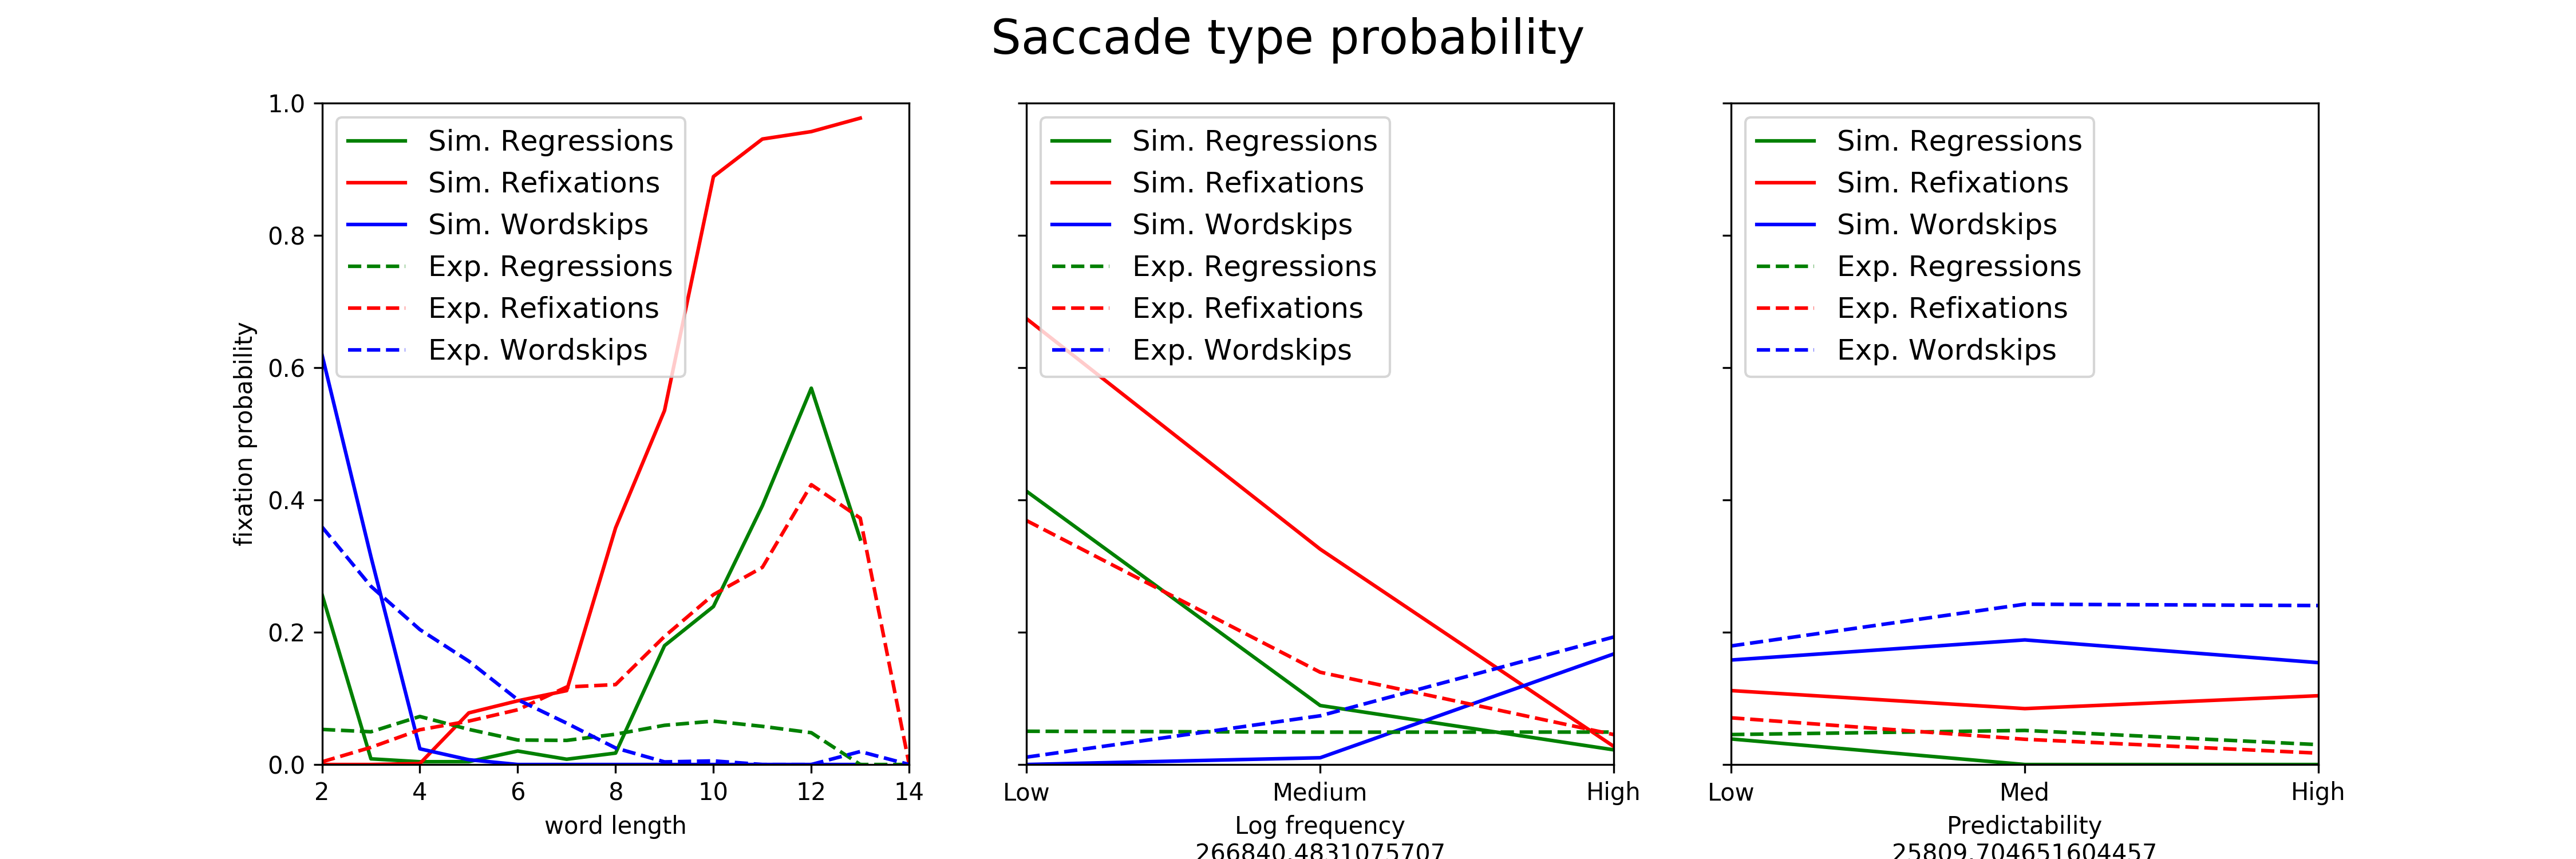 Saccade type probability
fixation probability
1.0
0.8
0.6
0.4
0.2
0.0
Sim. Regressions
Sim. Refixations
Sim. Wordskips
Exp. Regressions
Exp. Refixations
Exp. Wordskips
2 4 6 8 10 12 14
word length
Sim. Regressions
Sim. Refixations
Sim. Wordskips
Exp. Regressions
Exp. Refixations
Exp. Wordskips
Low Medium High
Log frequency
266840.4831075707
Sim. Regressions
Sim. Refixations
Sim. Wordskips
Exp. Regressions
Exp. Refixations
Exp. Wordskips
Low Med High
Predictability
25809.704651604457